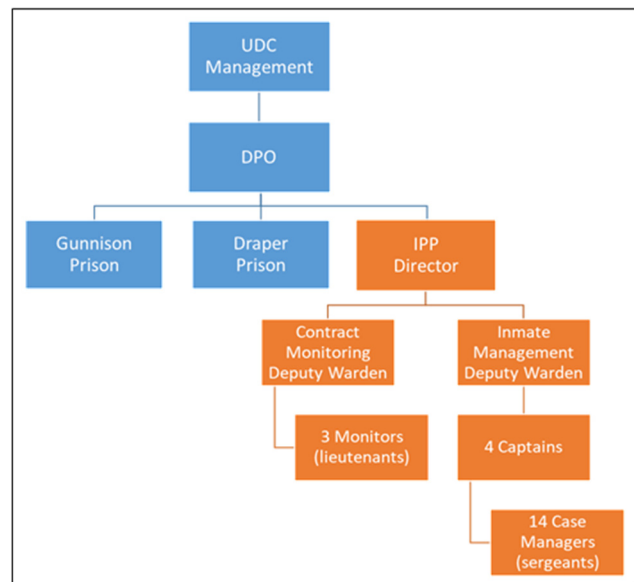 UDC
Management
DPO
Gunnison
Prison
Draper
Prison
IPP
Director
Contract
Monitoring
Deputy Warden
Inmate
Management
Deputy Warden
3 Monitors
(lieutenants)
4 Captains
14 Case
Managers
(sergeants)